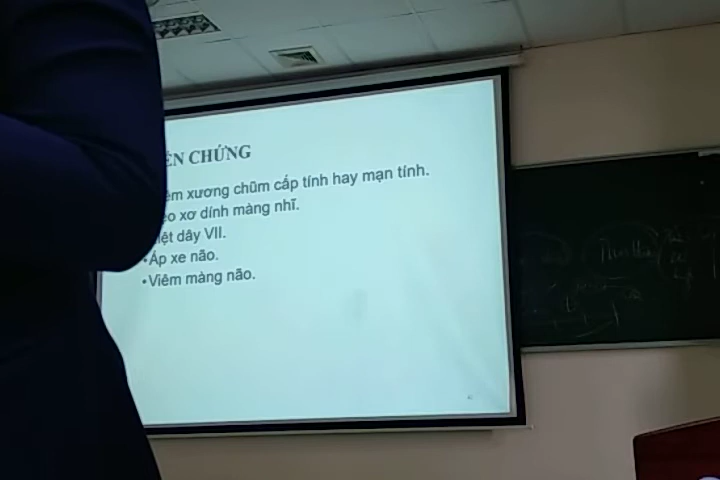 ẾN CHỨNG
êm xương chũm cấp tính hay mạn tính.
eo xơ dính màng nhĩ.
iệt dây VII.
•Áp xe não.
•Viêm màng não.